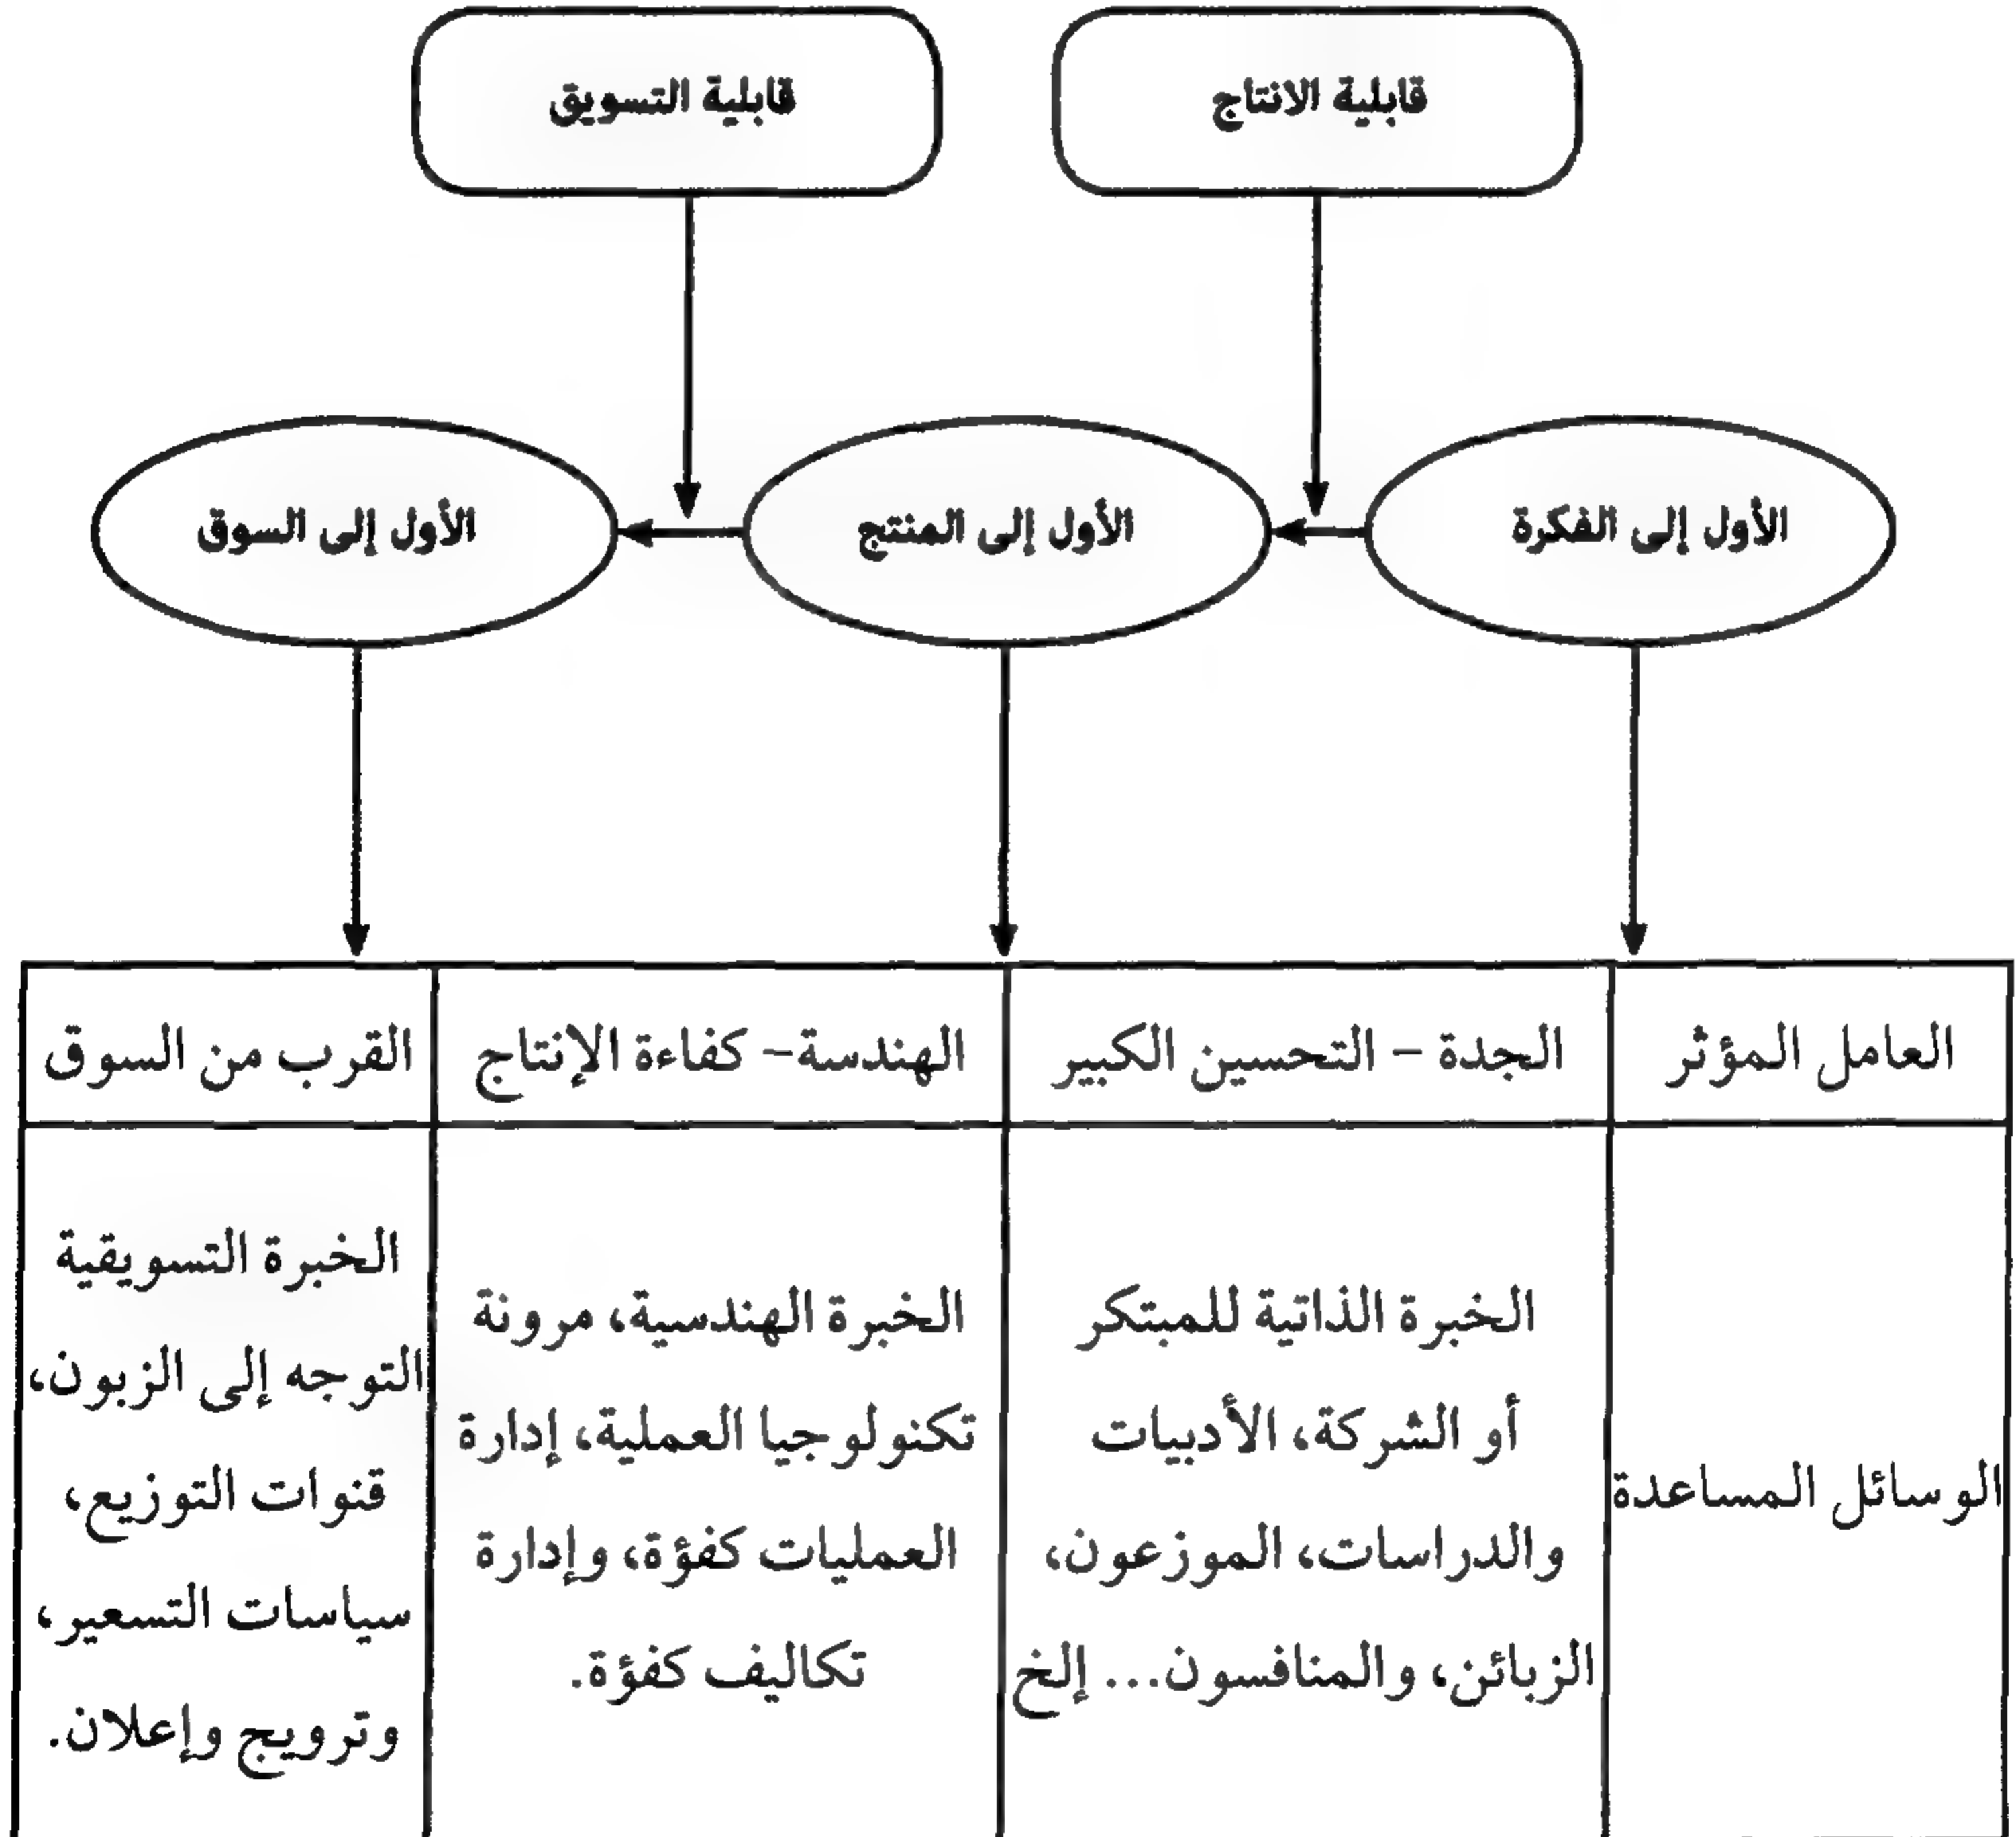 قابلية الانتاج
قابلية التسويق
الأول إلى الفكرة
الأول إلى المنتج
الأول إلى السوق
العامل المؤثر
الجدة – التحسين الكبير
الهندسة- كفاءة الإنتاج
القرب من السوق
الوسائل المساعدة
الخبرة الذاتية للمبتكر
أو الشركة، الأدبيات
والدراسات، الموزعون،
الزبائن، والمنافسون... إلخ
الخبرة الهندسية، مرونة
تكنولوجيا العملية، إدارة
العمليات كفؤة، وإدارة
تكاليف كفؤة.
الخبرة التسويقية
التوجه إلى الزبون،
قنوات التوزيع،
سياسات التسعير،
وترويج وإعلان.